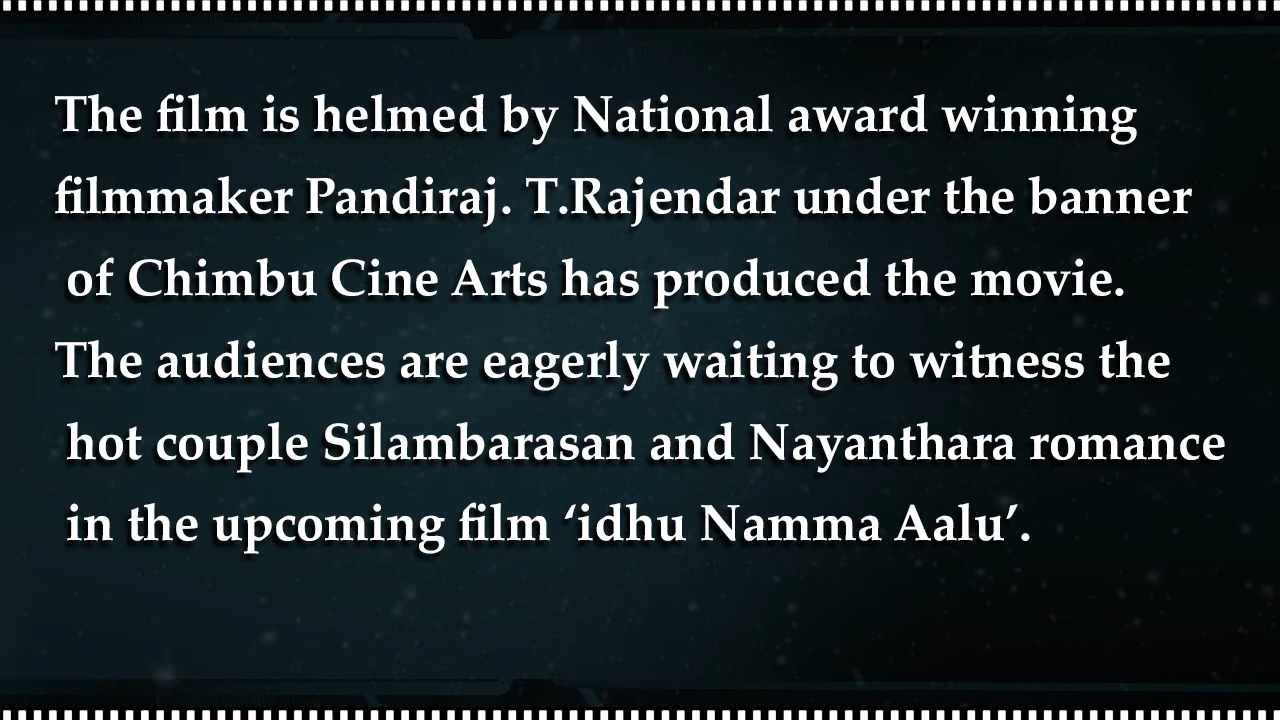 The film is helmed by National award winning
filmmaker Pandiraj. T.Rajendar under the banner
of Chimbu Cine Arts has produced the movie.
The audiences are eagerly waiting to witness the
hot couple Silambarasan and Nayanthara romance
in the upcoming film ‘idhu Namma Aalu’.